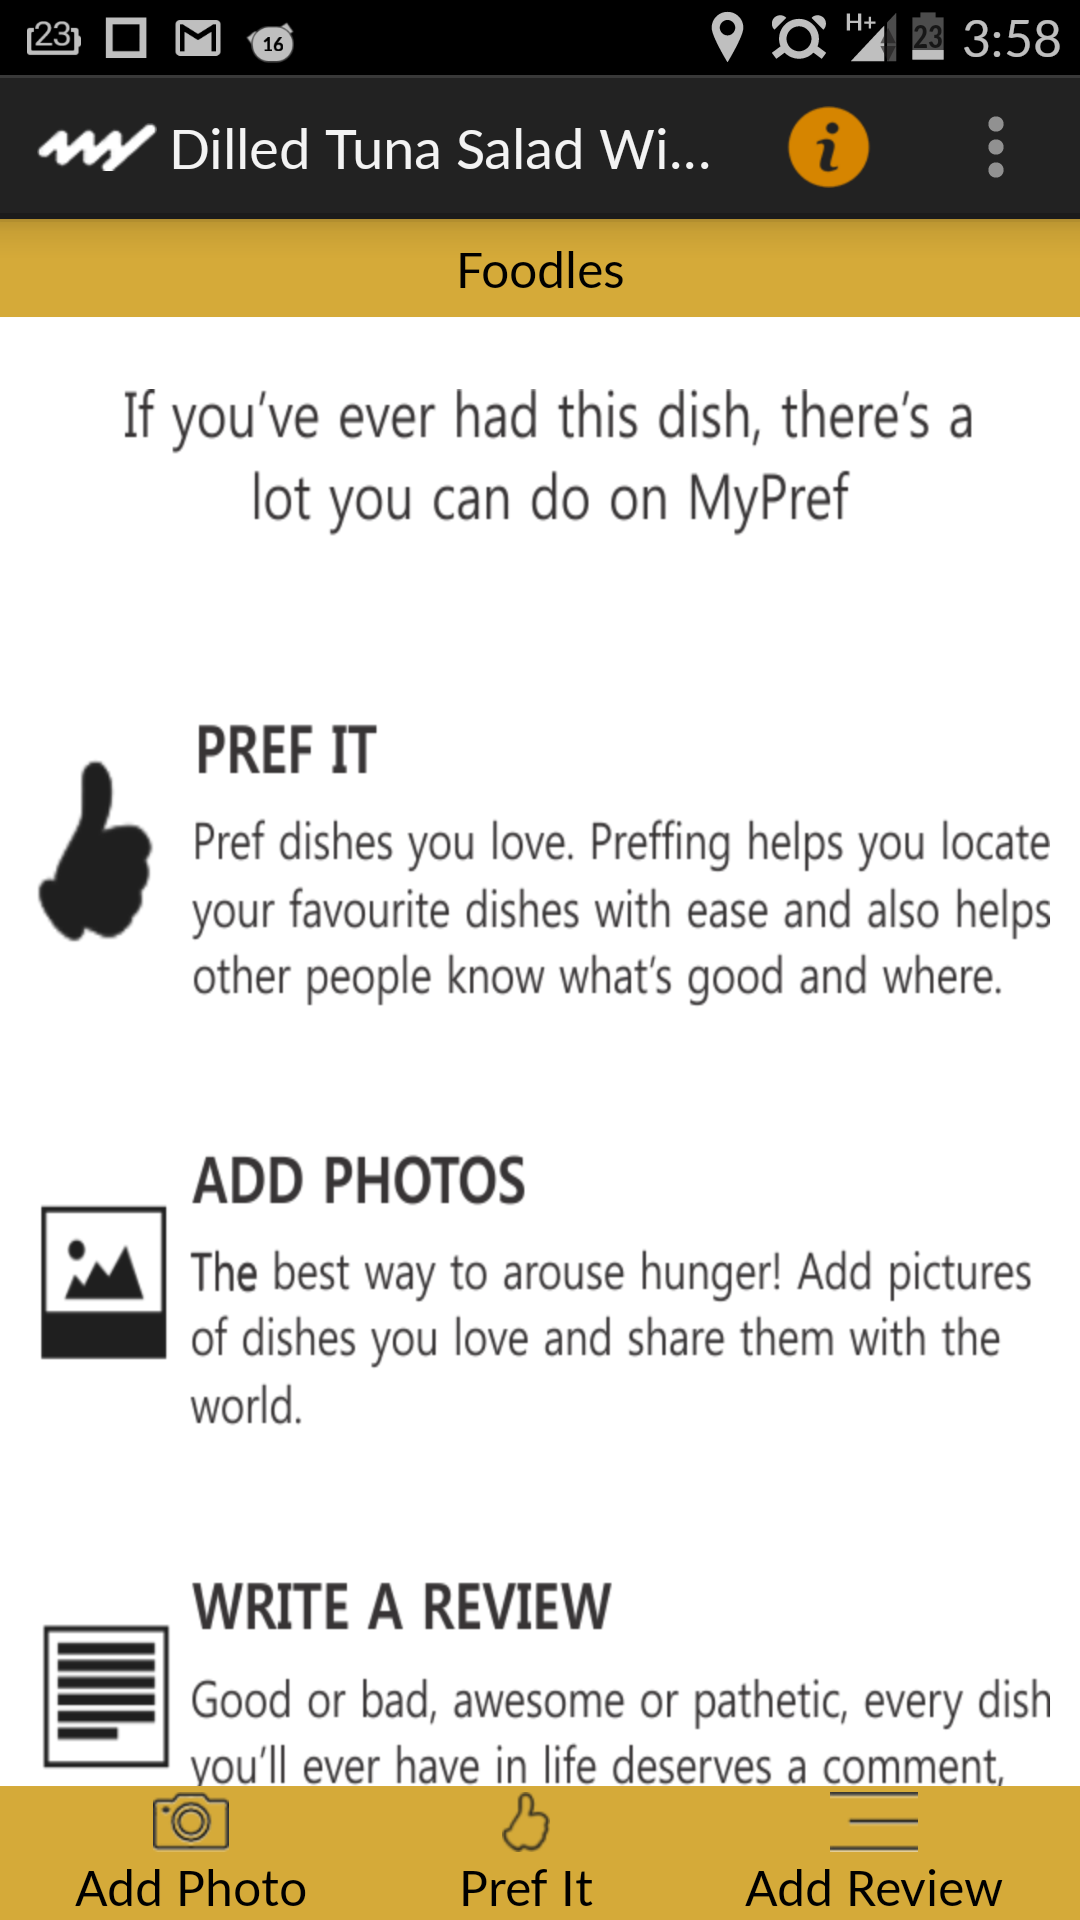 23 16 H+ 23 3:58
my Dilled Tuna Salad Wi...
Foodles
If you've ever had this dish, there's a
lot you can do on MyPref
PREF IT
Pref dishes you love. Preffing helps you locate
your favourite dishes with ease and also helps
other people know what's good and where.
ADD PHOTOS
The best way to arouse hunger! Add pictures
of dishes you love and share them with the
world.
WRITE A REVIEW
Good or bad, awesome or pathetic, every dish
you'll ever have in life deserves a comment,
Add Photo Pref It Add Review